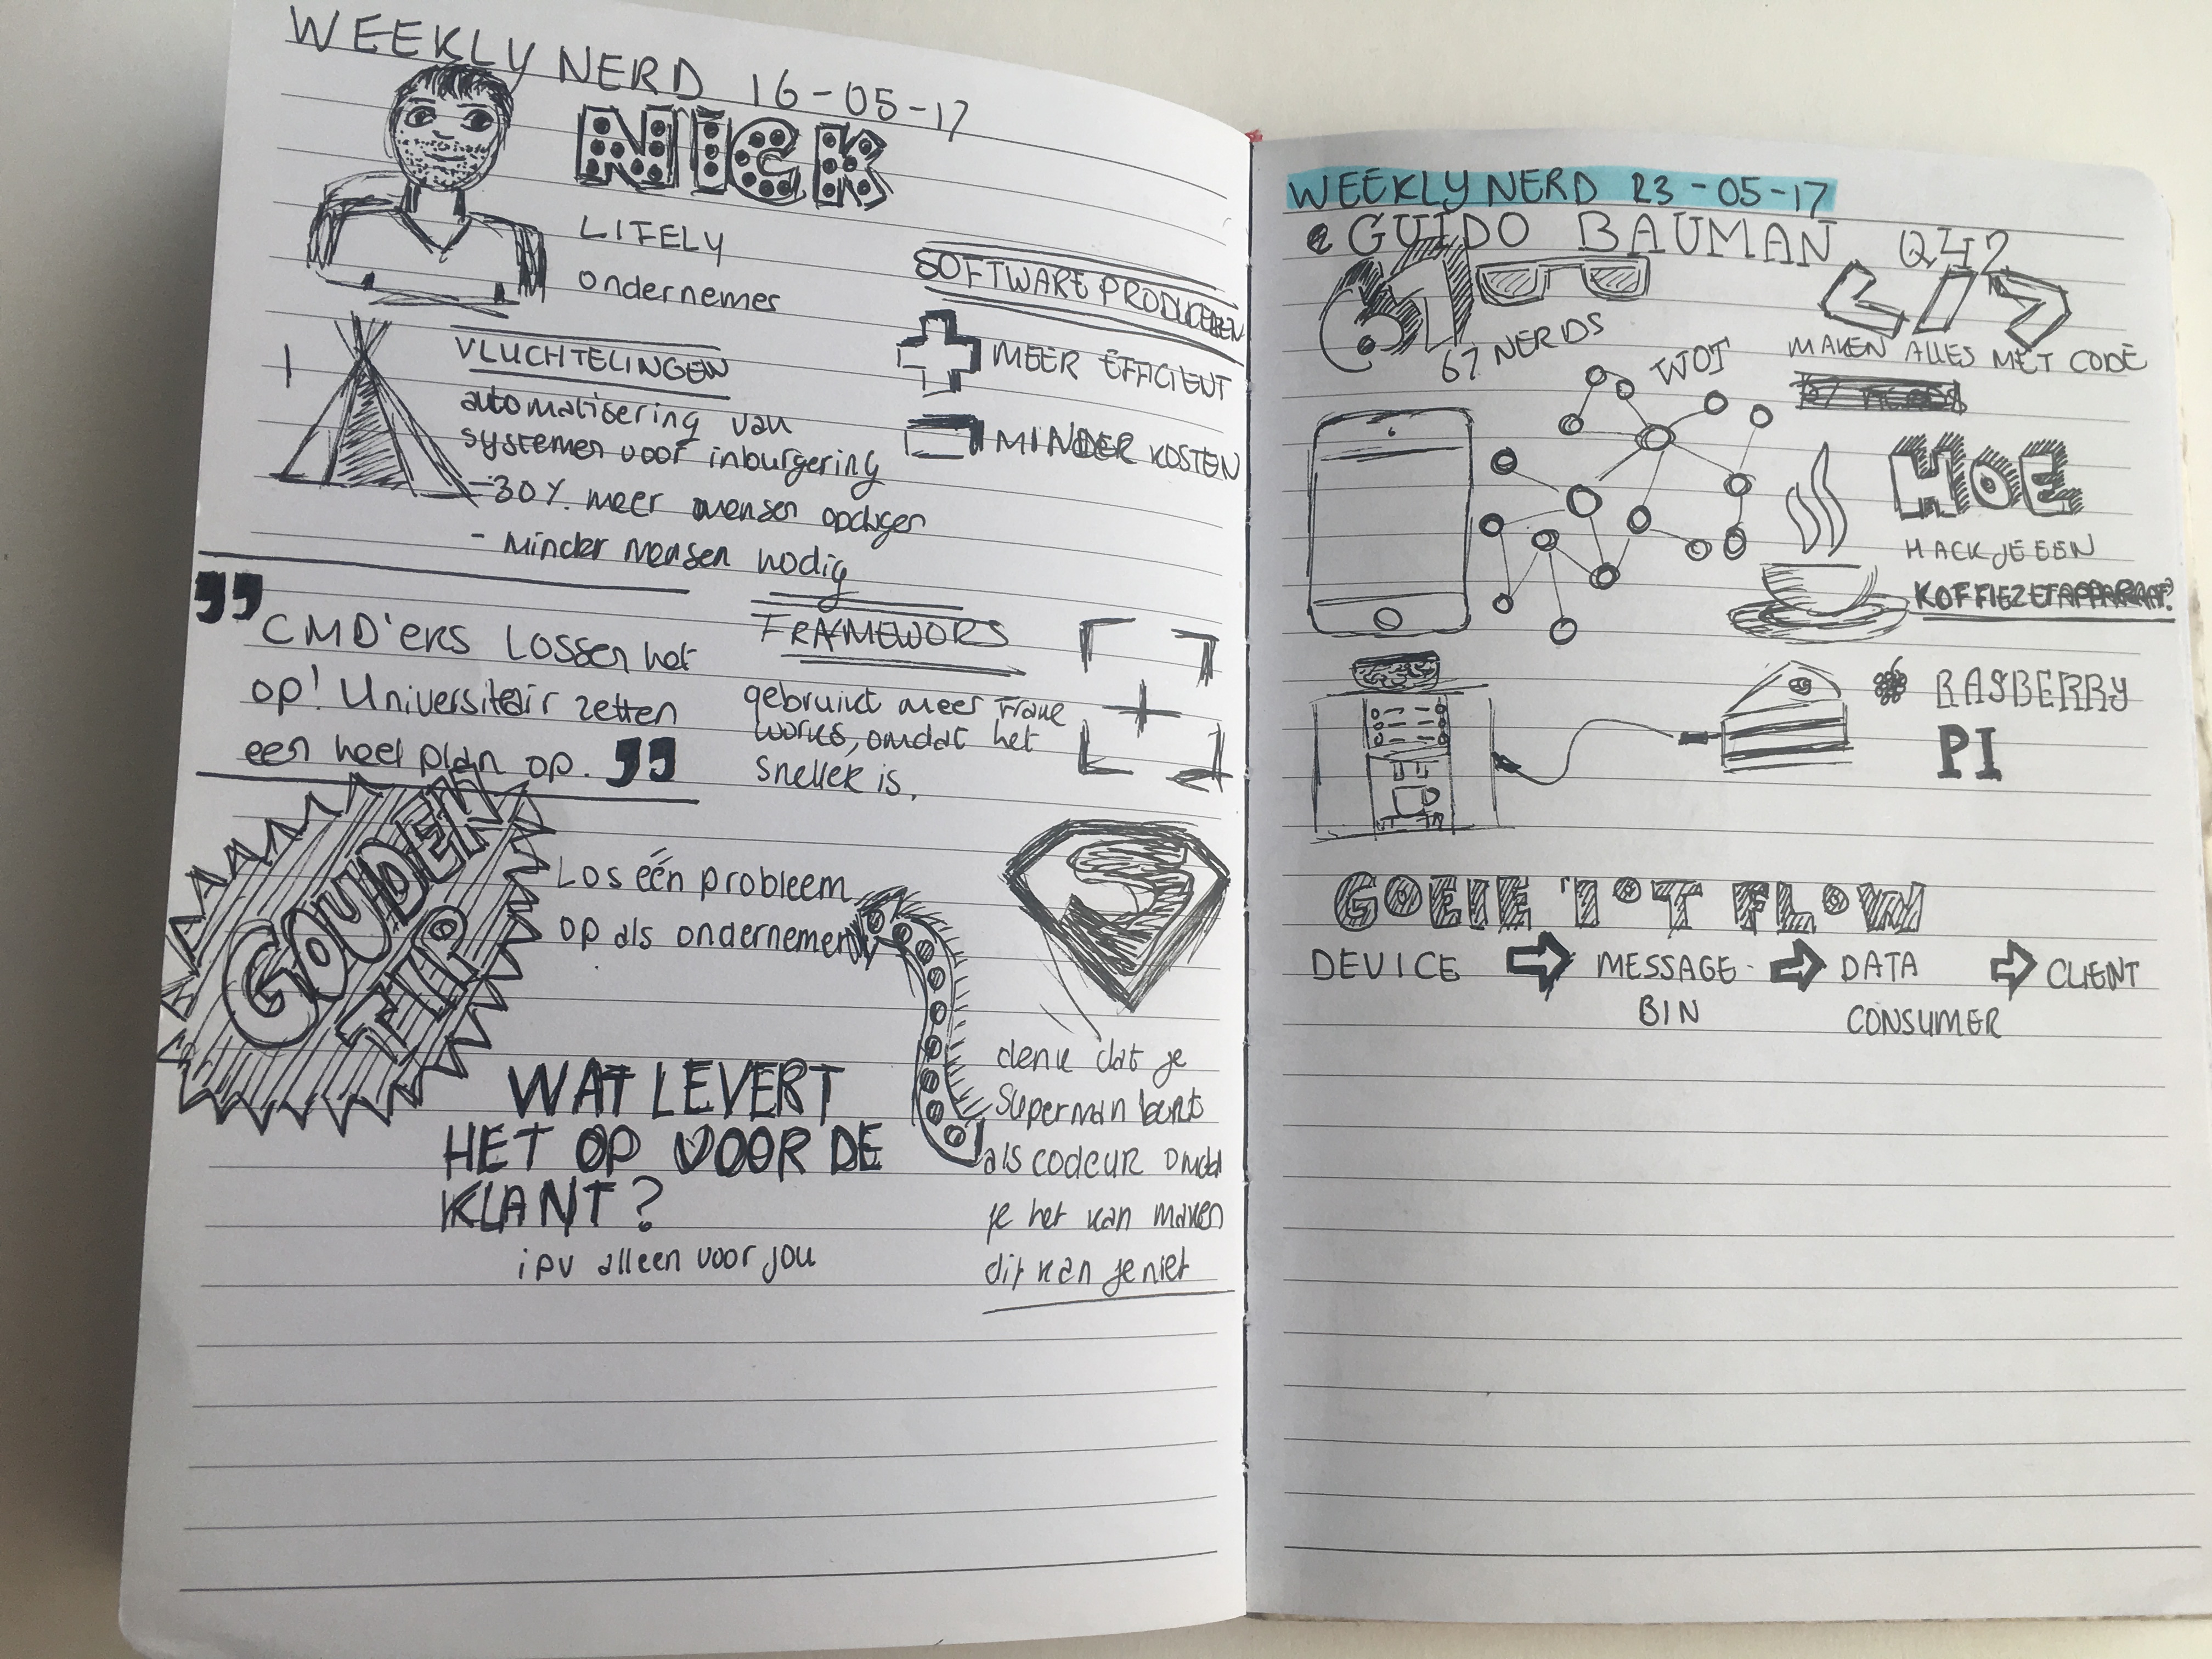 WEEKLY NERD 16-05-17
NICK
LIFELY
ondernemer
SOFTWARE PRODUCEREN
MEER EFFICIENT
MINDER KOSTEN
VLUCHTELINGEN
automatisering van
systemen voor inburgering
-30% meer mensen
- Minder mensen nodig
" CMD'ers Lossen het
op! Universitair zetten
een heel plan op. "
FRAMEWORS
gebruikt meer Frame
works, omdat het
sneller is.
GOUDEN
TIP
Los één probleem
op als ondernemer
WAT LEVERT
HET OP VOOR DE
KLANT?
ipv alleen voor jou
S
denk dat je
Superman bent
als codeur omdat
je het kan maken
dit kan je niet
WEEKLY NERD 23-05-17
GUIDO BAUMAN Q42
67
67 NERDS
</>
MAKEN ALLES MET CODE
WOT
HOE
HACK JE EEN
KOFFIEZETAPPARAAT?
RASBERRY
PI
GOEIE IOT FLOW
DEVICE ⇨ MESSAGE ⇨ DATA ⇨ CLIENT
BIN CONSUMER